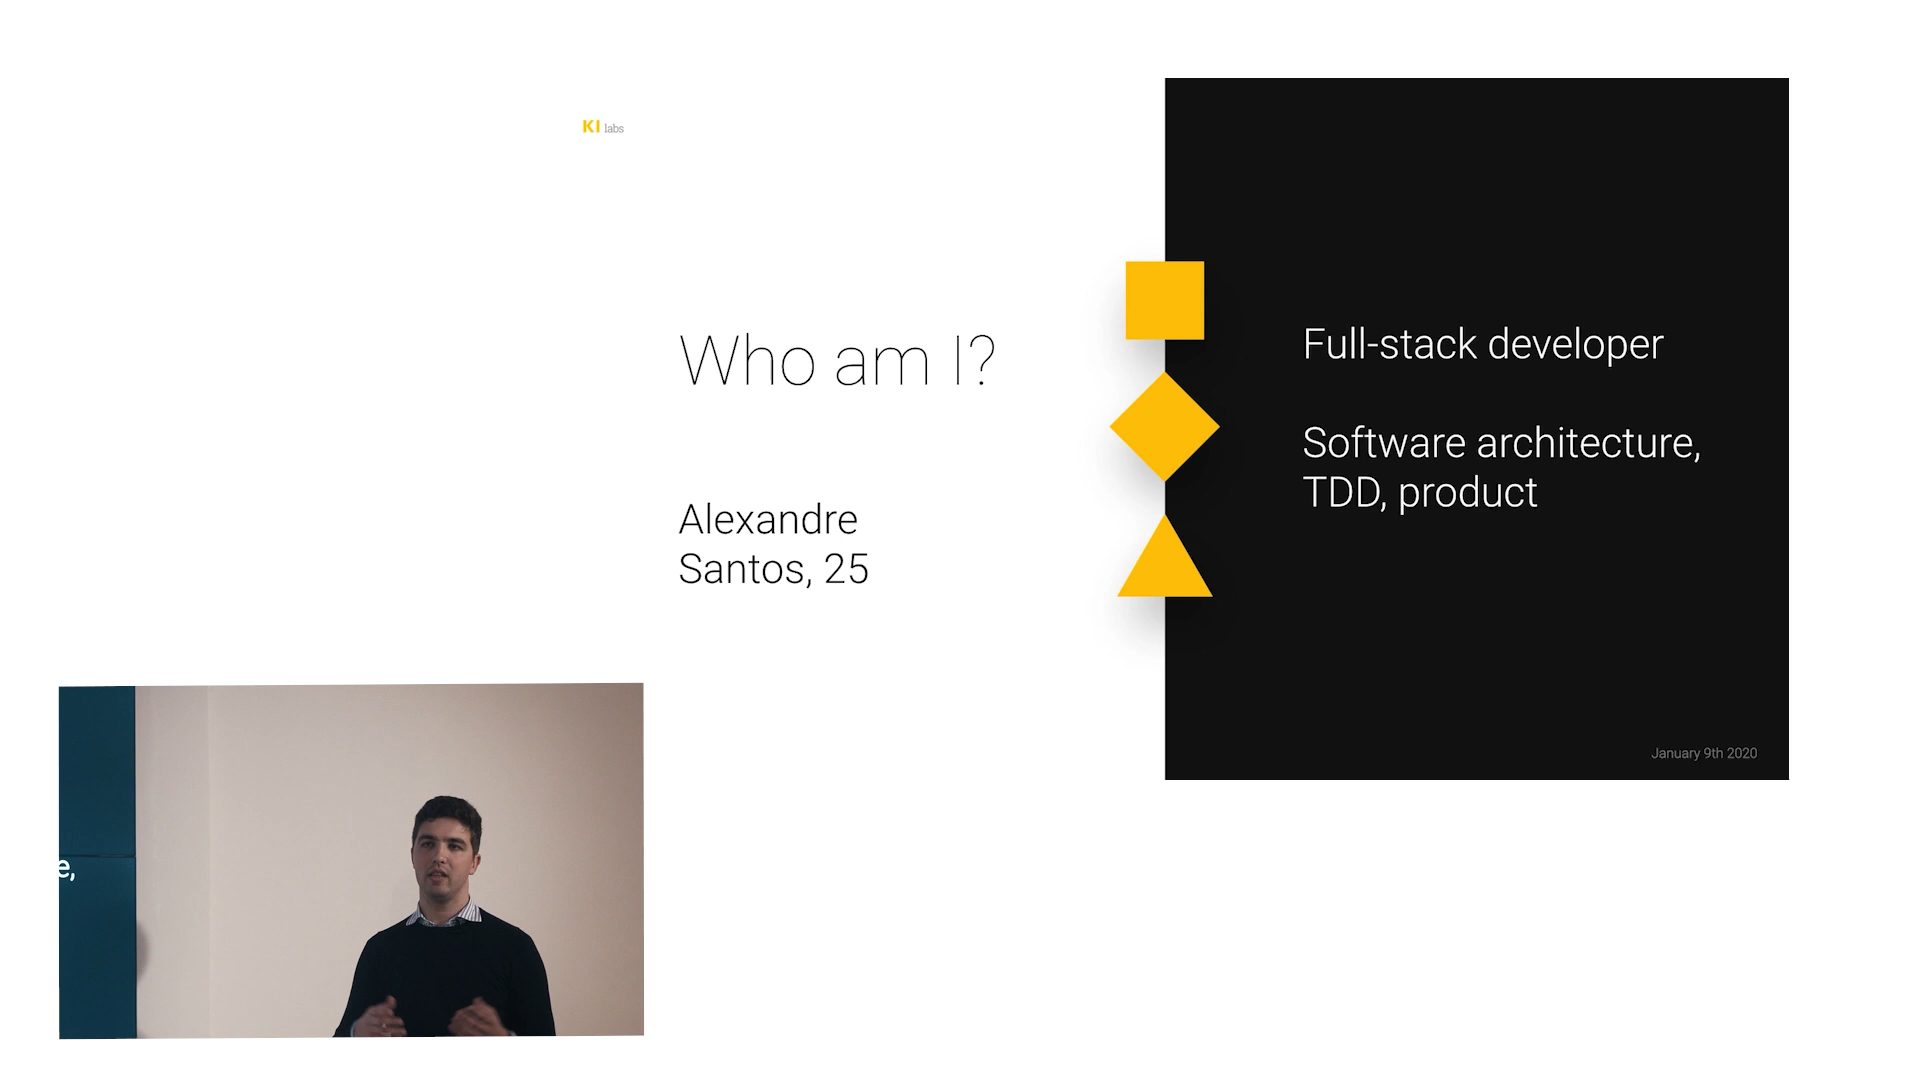 KI labs
Who am I?
Alexandre
Santos, 25
Full-stack developer
Software architecture,
TDD, product
January 9th 2020
e,